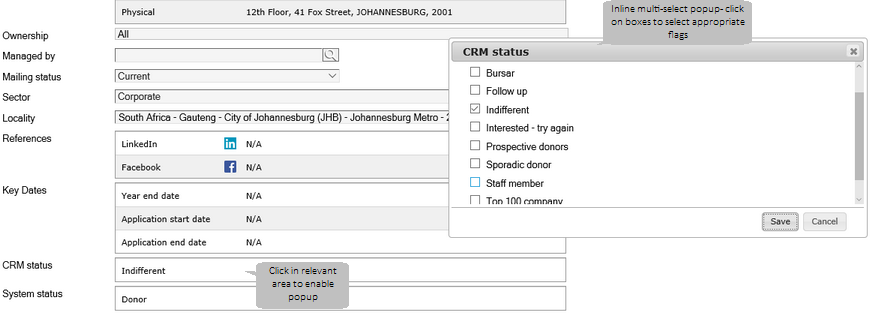 Physical 12th Floor, 41 Fox Street, JOHANNESBURG, 2001
Inline multi-select popup- click
on boxes to select appropriate
flags
Ownership All
Managed by
Mailing status Current
Sector Corporate
Locality South Africa - Gauteng - City of Johannesburg (JHB) - Johannesburg Metro - 2
References
LinkedIn in N/A
Facebook f N/A
Key Dates
Year end date N/A
Application start date N/A
Application end date N/A
CRM status Indifferent
Click in relevant
area to enable
popup
System status Donor
CRM status
Bursar
Follow up
Indifferent
Interested - try again
Prospective donors
Sporadic donor
Staff member
Top 100 company
Save Cancel